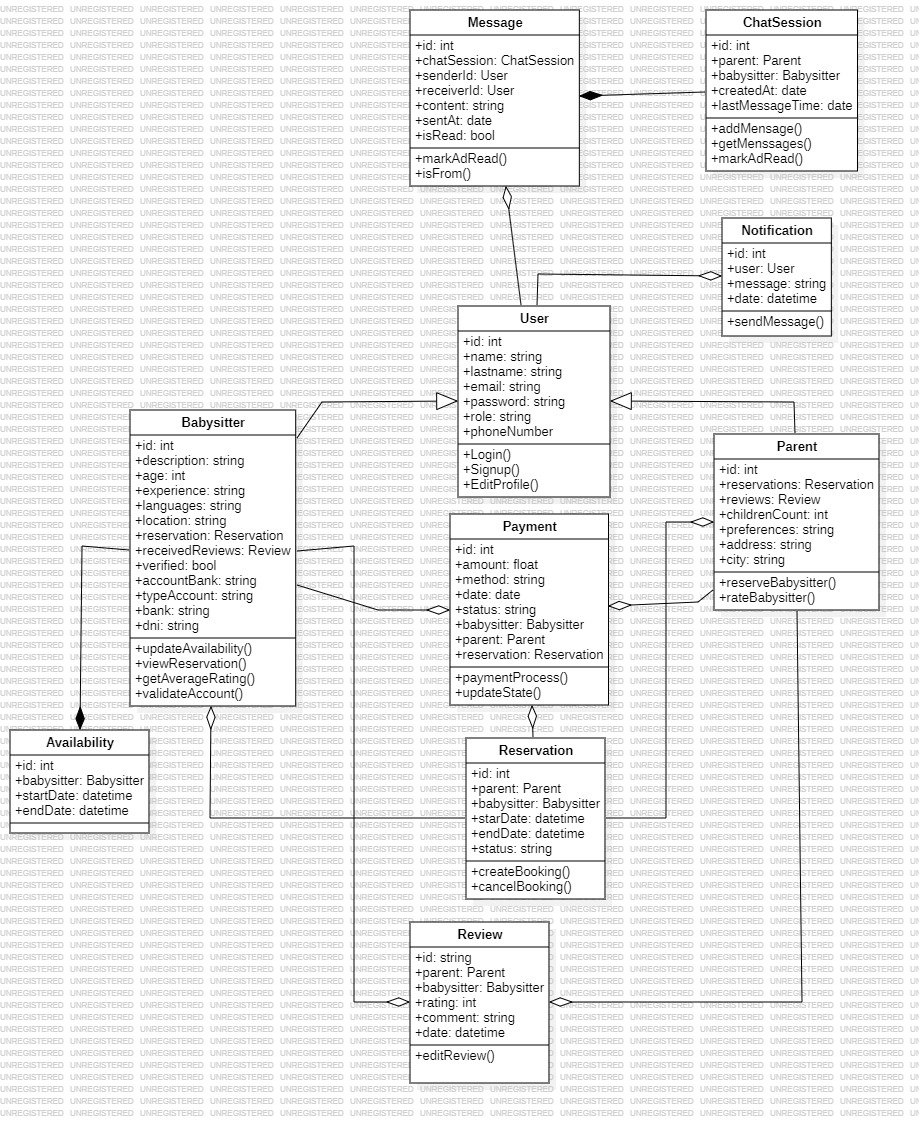 Message
+id: int
+chatSession: ChatSession
+senderId: User
+receiverId: User
+content: string
+sentAt: date
+isRead: bool
+markAdRead()
+isFrom()
ChatSession
+id: int
+parent: Parent
+babysitter: Babysitter
+createdAt: date
+lastMessageTime: date
+addMensage()
+getMenssages()
+markAdRead()
Notification
+id: int
+user: User
+message: string
+date: datetime
+sendMessage()
User
+id: int
+name: string
+lastname: string
+email: string
+password: string
+role: string
+phoneNumber
+Login()
+Signup()
+EditProfile()
Babysitter
+id: int
+description: string
+age: int
+experience: string
+languages: string
+location: string
+reservation: Reservation
+receivedReviews: Review
+verified: bool
+accountBank: string
+typeAccount: string
+bank: string
+dni: string
+updateAvailability()
+viewReservation()
+getAverageRating()
+validateAccount()
Parent
+id: int
+reservations: Reservation
+reviews: Review
+childrenCount: int
+preferences: string
+address: string
+city: string
+reserveBabysitter()
+rateBabysitter()
Payment
+id: int
+amount: float
+method: string
+date: date
+status: string
+babysitter: Babysitter
+parent: Parent
+reservation: Reservation
+paymentProcess()
+updateState()
Availability
+id: int
+babysitter: Babysitter
+startDate: datetime
+endDate: datetime
Reservation
+id: int
+parent: Parent
+babysitter: Babysitter
+starDate: datetime
+endDate: datetime
+status: string
+createBooking()
+cancelBooking()
Review
+id: string
+parent: Parent
+babysitter: Babysitter
+rating: int
+comment: string
+date: datetime
+editReview()
UNREGISTERED